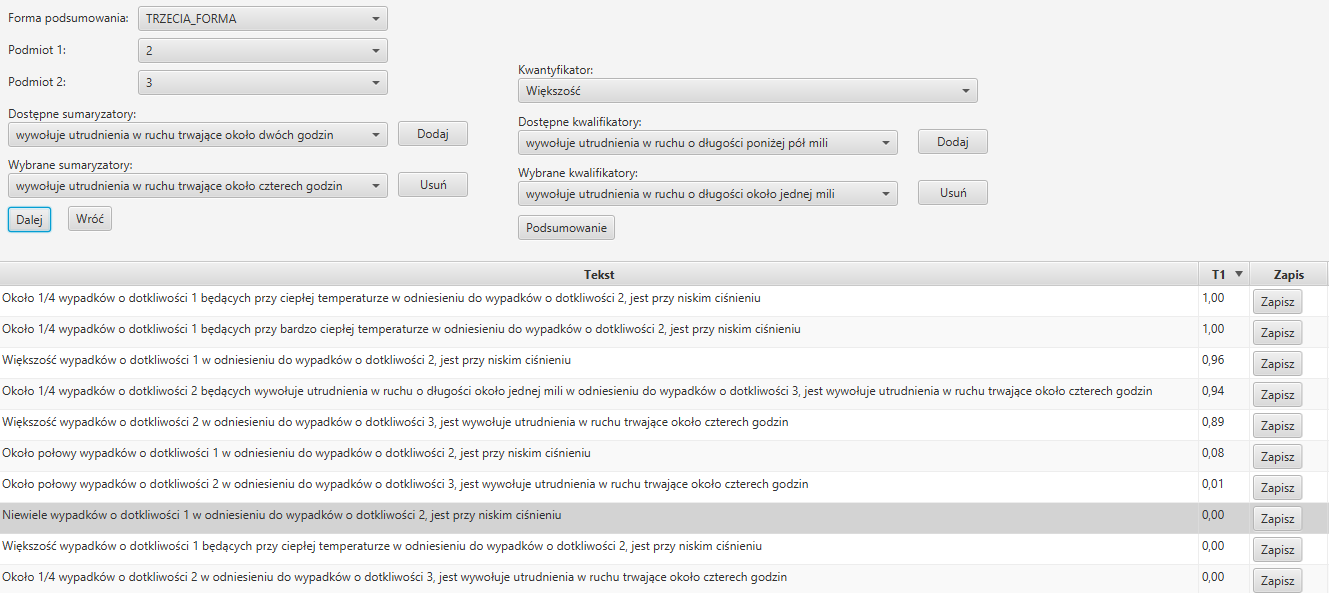 Forma podsumowania: TRZECIA_FORMA
Podmiot 1: 2
Podmiot 2: 3
Dostępne sumaryzatory:
wywołuje utrudnienia w ruchu trwające około dwóch godzin Dodaj
Wybrane sumaryzatory:
wywołuje utrudnienia w ruchu trwające około czterech godzin Usuń
Dalej Wróć
Kwantyfikator:
Większość
Dostępne kwalifikatory:
wywołuje utrudnienia w ruchu o długości poniżej pół mili Dodaj
Wybrane kwalifikatory:
wywołuje utrudnienia w ruchu o długości około jednej mili Usuń
Podsumowanie
Tekst T1 Zapis
Około 1/4 wypadków o dotkliwości 1 będących przy ciepłej temperaturze w odniesieniu do wypadków o dotkliwości 2, jest przy niskim ciśnieniu 1,00 Zapisz
Około 1/4 wypadków o dotkliwości 1 będących przy bardzo ciepłej temperaturze w odniesieniu do wypadków o dotkliwości 2, jest przy niskim ciśnieniu 1,00 Zapisz
Większość wypadków o dotkliwości 1 w odniesieniu do wypadków o dotkliwości 2, jest przy niskim ciśnieniu 0,96 Zapisz
Około 1/4 wypadków o dotkliwości 2 będących wywołuje utrudnienia w ruchu o długości około jednej mili w odniesieniu do wypadków o dotkliwości 3, jest wywołuje utrudnienia w ruchu trwające około czterech godzin 0,94 Zapisz
Większość wypadków o dotkliwości 2 w odniesieniu do wypadków o dotkliwości 3, jest wywołuje utrudnienia w ruchu trwające około czterech godzin 0,89 Zapisz
Około połowy wypadków o dotkliwości 1 w odniesieniu do wypadków o dotkliwości 2, jest przy niskim ciśnieniu 0,08 Zapisz
Około połowy wypadków o dotkliwości 2 w odniesieniu do wypadków o dotkliwości 3, jest wywołuje utrudnienia w ruchu trwające około czterech godzin 0,01 Zapisz
Niewiele wypadków o dotkliwości 1 w odniesieniu do wypadków o dotkliwości 2, jest przy niskim ciśnieniu 0,00 Zapisz
Większość wypadków o dotkliwości 1 będących przy ciepłej temperaturze w odniesieniu do wypadków o dotkliwości 2, jest przy niskim ciśnieniu 0,00 Zapisz
Około 1/4 wypadków o dotkliwości 2 w odniesieniu do wypadków o dotkliwości 3, jest wywołuje utrudnienia w ruchu trwające około czterech godzin 0,00 Zapisz